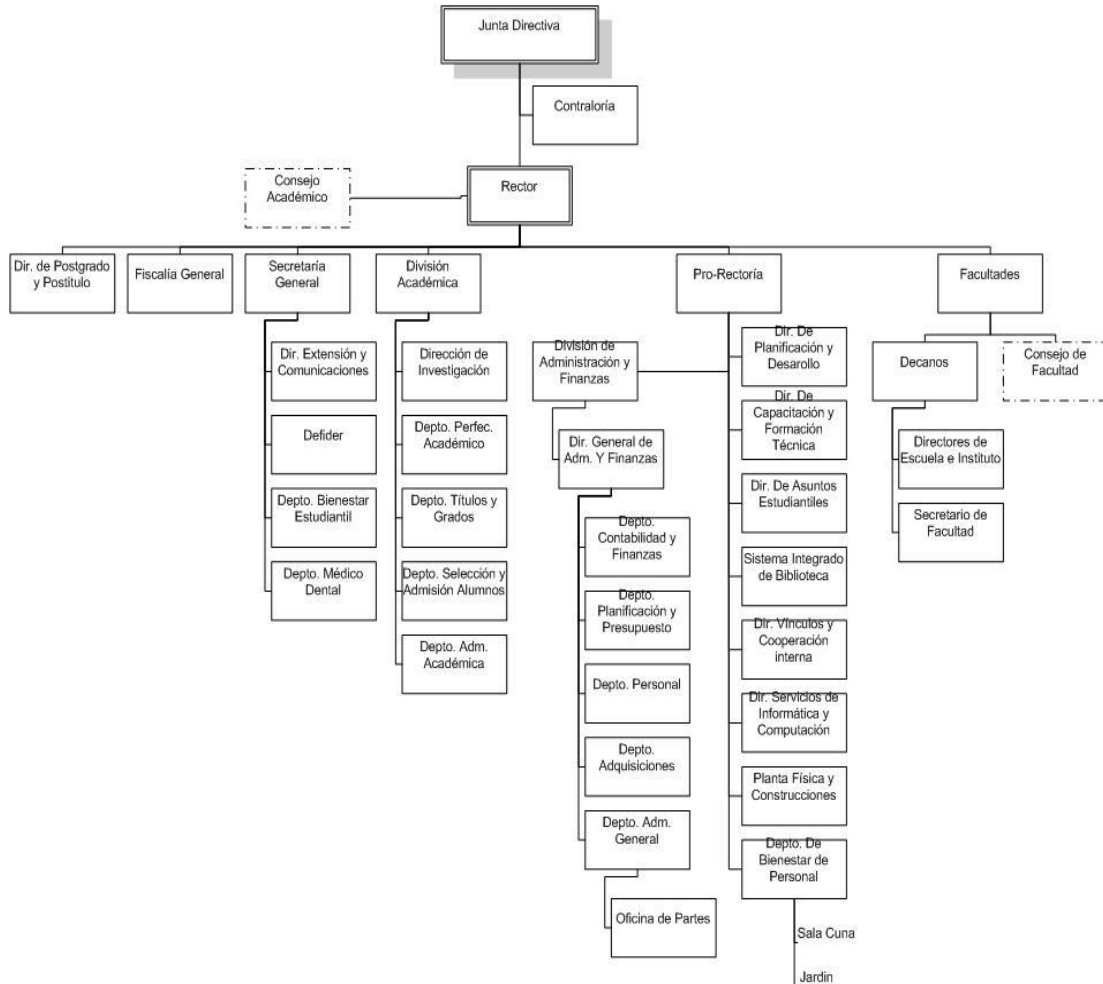 Junta Directiva
Contraloría
Consejo
Académico
Rector
Dir. de Postgrado
y Postítulo
Fiscalía General
Secretaría
General
División
Académica
Pro-Rectoría
Facultades
Dir. Extensión y
Comunicaciones
Defider
Depto. Bienestar
Estudiantil
Depto. Médico
Dental
Dirección de
Investigación
Depto. Perfec.
Académico
Depto. Títulos y
Grados
Depto. Selección y
Admisión Alumnos
Depto. Adm.
Académica
División de
Administración y
Finanzas
Dir. General de
Adm. Y Finanzas
Depto.
Contabilidad y
Finanzas
Depto.
Planificación y
Presupuesto
Depto. Personal
Depto.
Adquisiciones
Depto. Adm.
General
Oficina de Partes
Dir. De
Planificación y
Desarollo
Dir. De
Capacitación y
Formación
Técnica
Dir. De Asuntos
Estudiantiles
Sistema Integrado
de Biblioteca
Dir. Vínculos y
Cooperación
interna
Dir. Servicios de
Informática y
Computación
Planta Física y
Construcciones
Depto. De
Bienestar de
Personal
Sala Cuna
Jardin
Decanos
Consejo de
Facultad
Directores de
Escuela e Instituto
Secretario de
Facultad